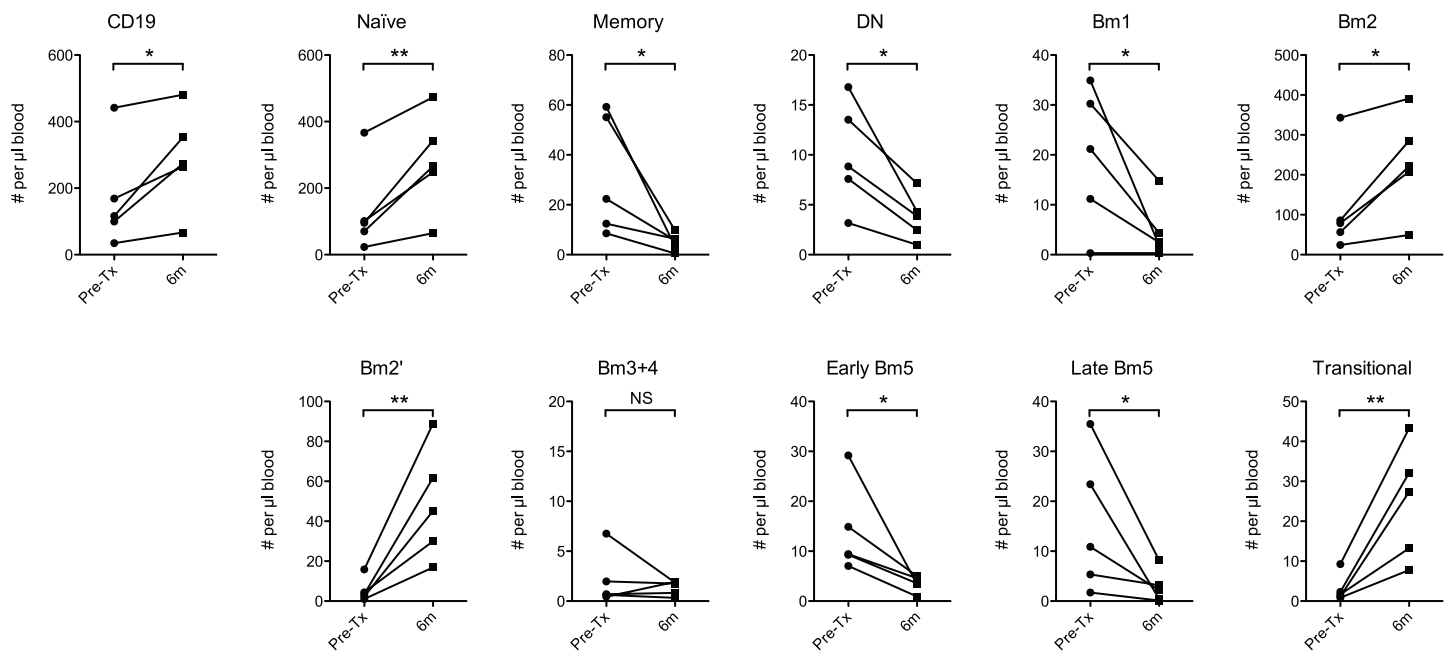 CD19 Naïve Memory DN Bm1 Bm2
* ** * * * *
# per µl blood 600 400 200 0 Pre-Tx 6m
# per µl blood 600 400 200 0 Pre-Tx 6m
# per µl blood 80 60 40 20 0 Pre-Tx 6m
# per µl blood 20 15 10 5 0 Pre-Tx 6m
# per µl blood 40 30 20 10 0 Pre-Tx 6m
# per µl blood 500 400 300 200 100 0 Pre-Tx 6m
Bm2' Bm3+4 Early Bm5 Late Bm5 Transitional
** NS * * **
# per µl blood 100 80 60 40 20 0 Pre-Tx 6m
# per µl blood 20 15 10 5 0 Pre-Tx 6m
# per µl blood 40 30 20 10 0 Pre-Tx 6m
# per µl blood 40 30 20 10 0 Pre-Tx 6m
# per µl blood 50 40 30 20 10 0 Pre-Tx 6m